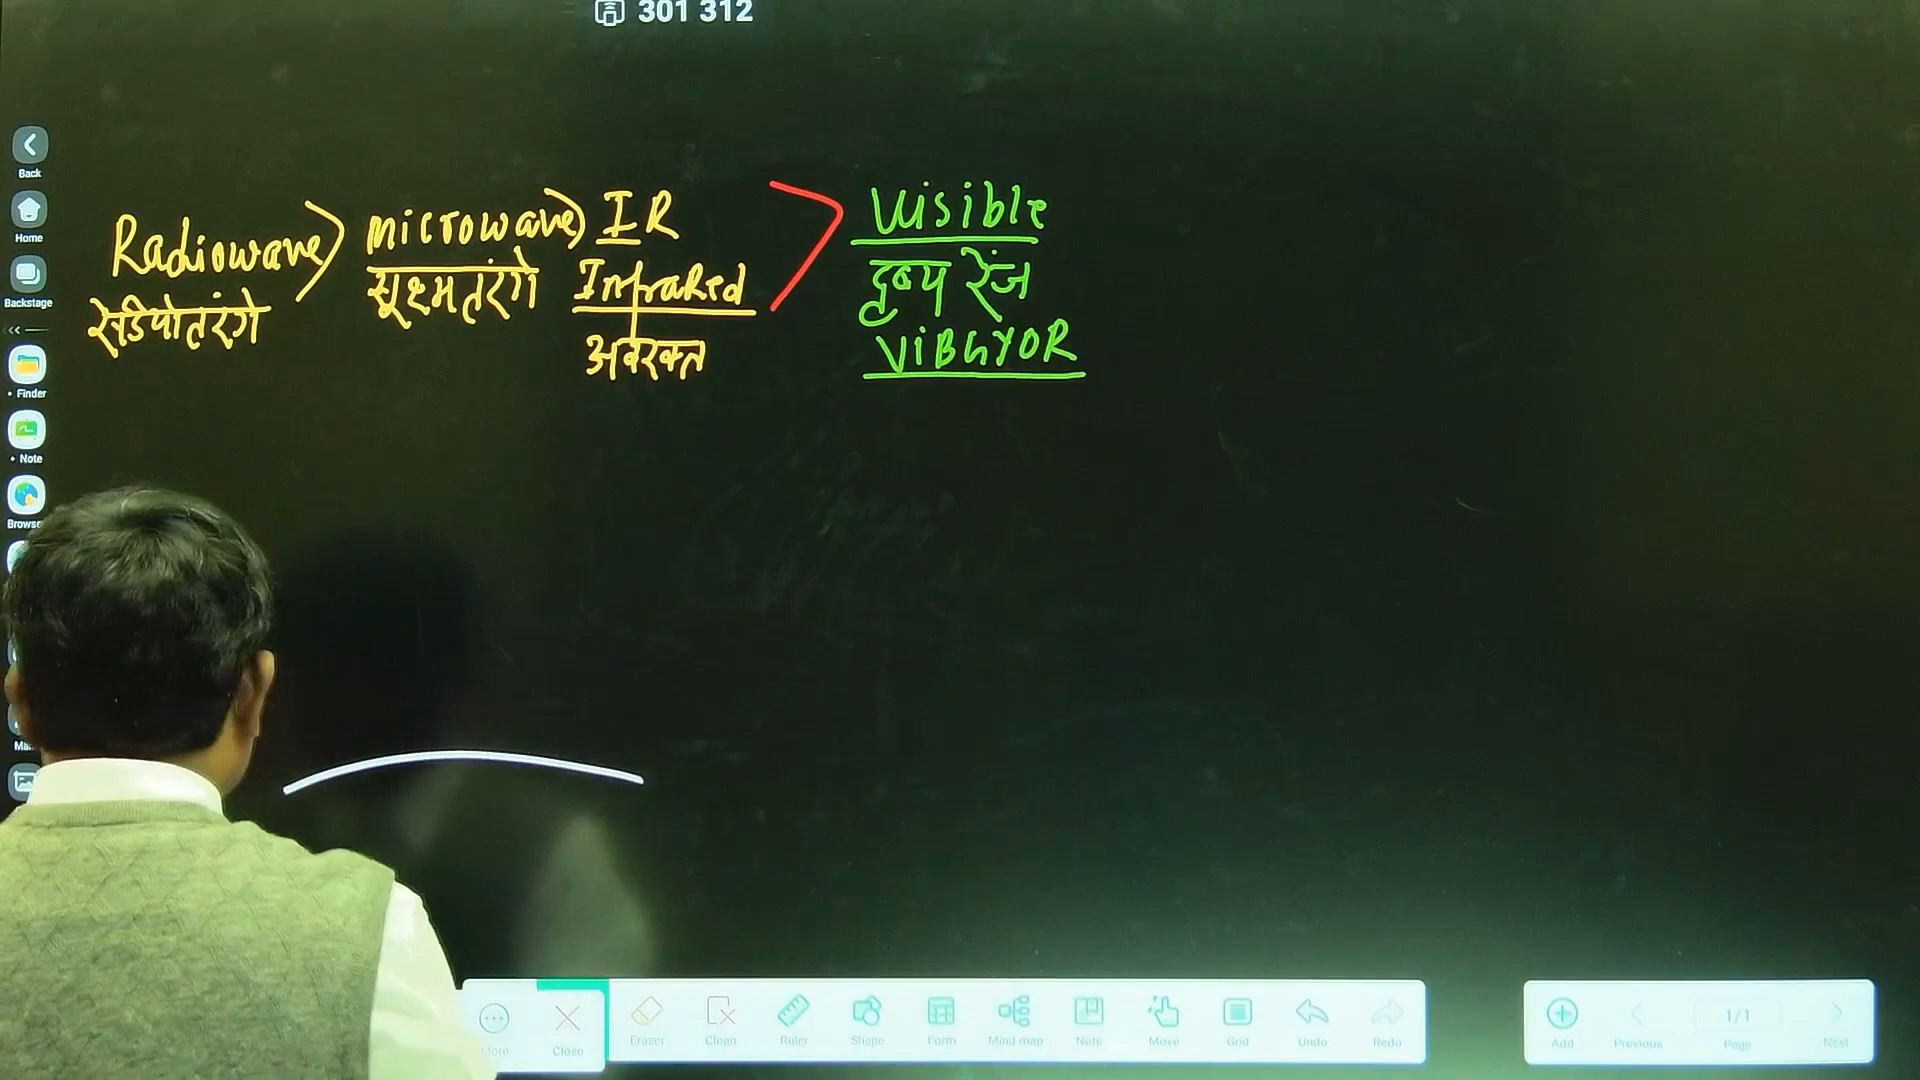 301 312
Back
Home
Backstage
Finder
Note
Radiowave > microwave > IR > Visible
रेडियोतरंगे सूक्ष्मतरंगे InfraRed दृश्य रेंज
अवरक्त VIBGYOR
More Close Eraser Clean Ruler Shape Form Mind map Note Move Grid Undo Redo
Add Previous 1/1 Page Next